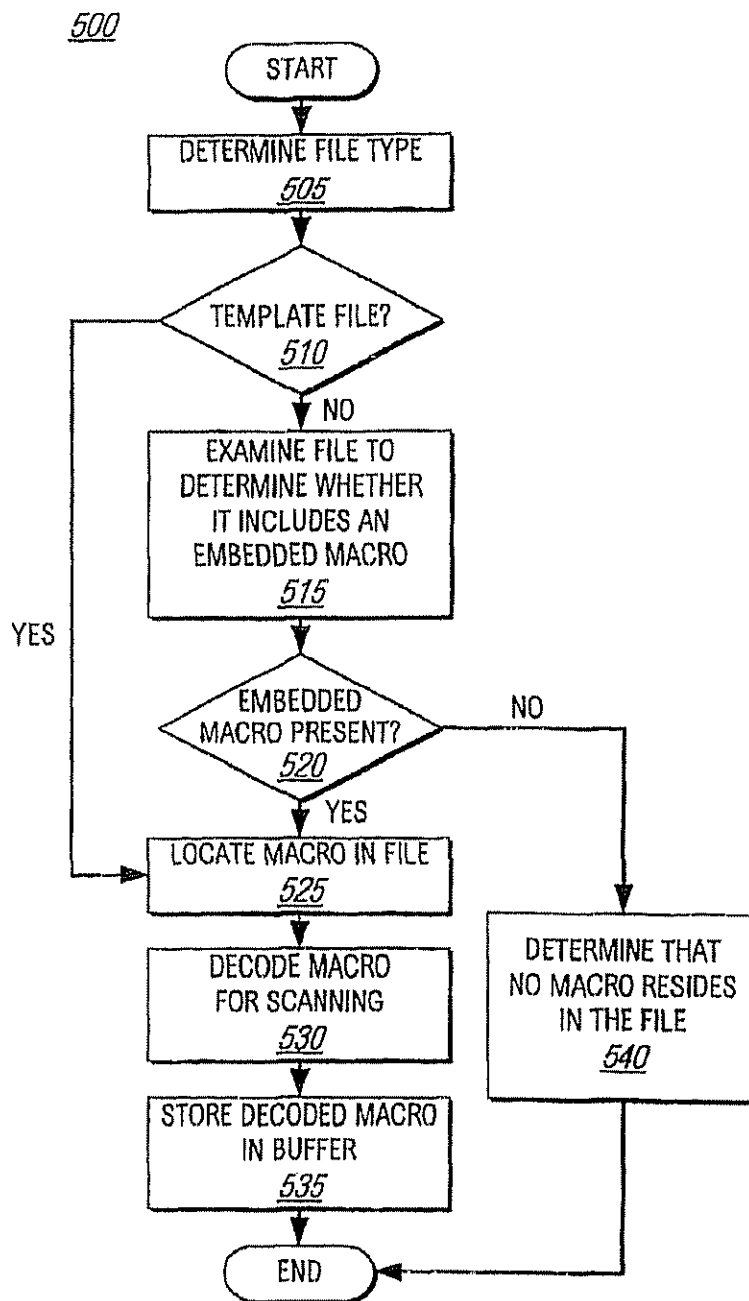 500
START
DETERMINE FILE TYPE
505
TEMPLATE FILE?
510
NO
EXAMINE FILE TO
DETERMINE WHETHER
IT INCLUDES AN
EMBEDDED MACRO
515
YES
EMBEDDED
MACRO PRESENT?
520
NO
YES
LOCATE MACRO IN FILE
525
DECODE MACRO
FOR SCANNING
530
DETERMINE THAT
NO MACRO RESIDES
IN THE FILE
540
STORE DECODED MACRO
IN BUFFER
535
END